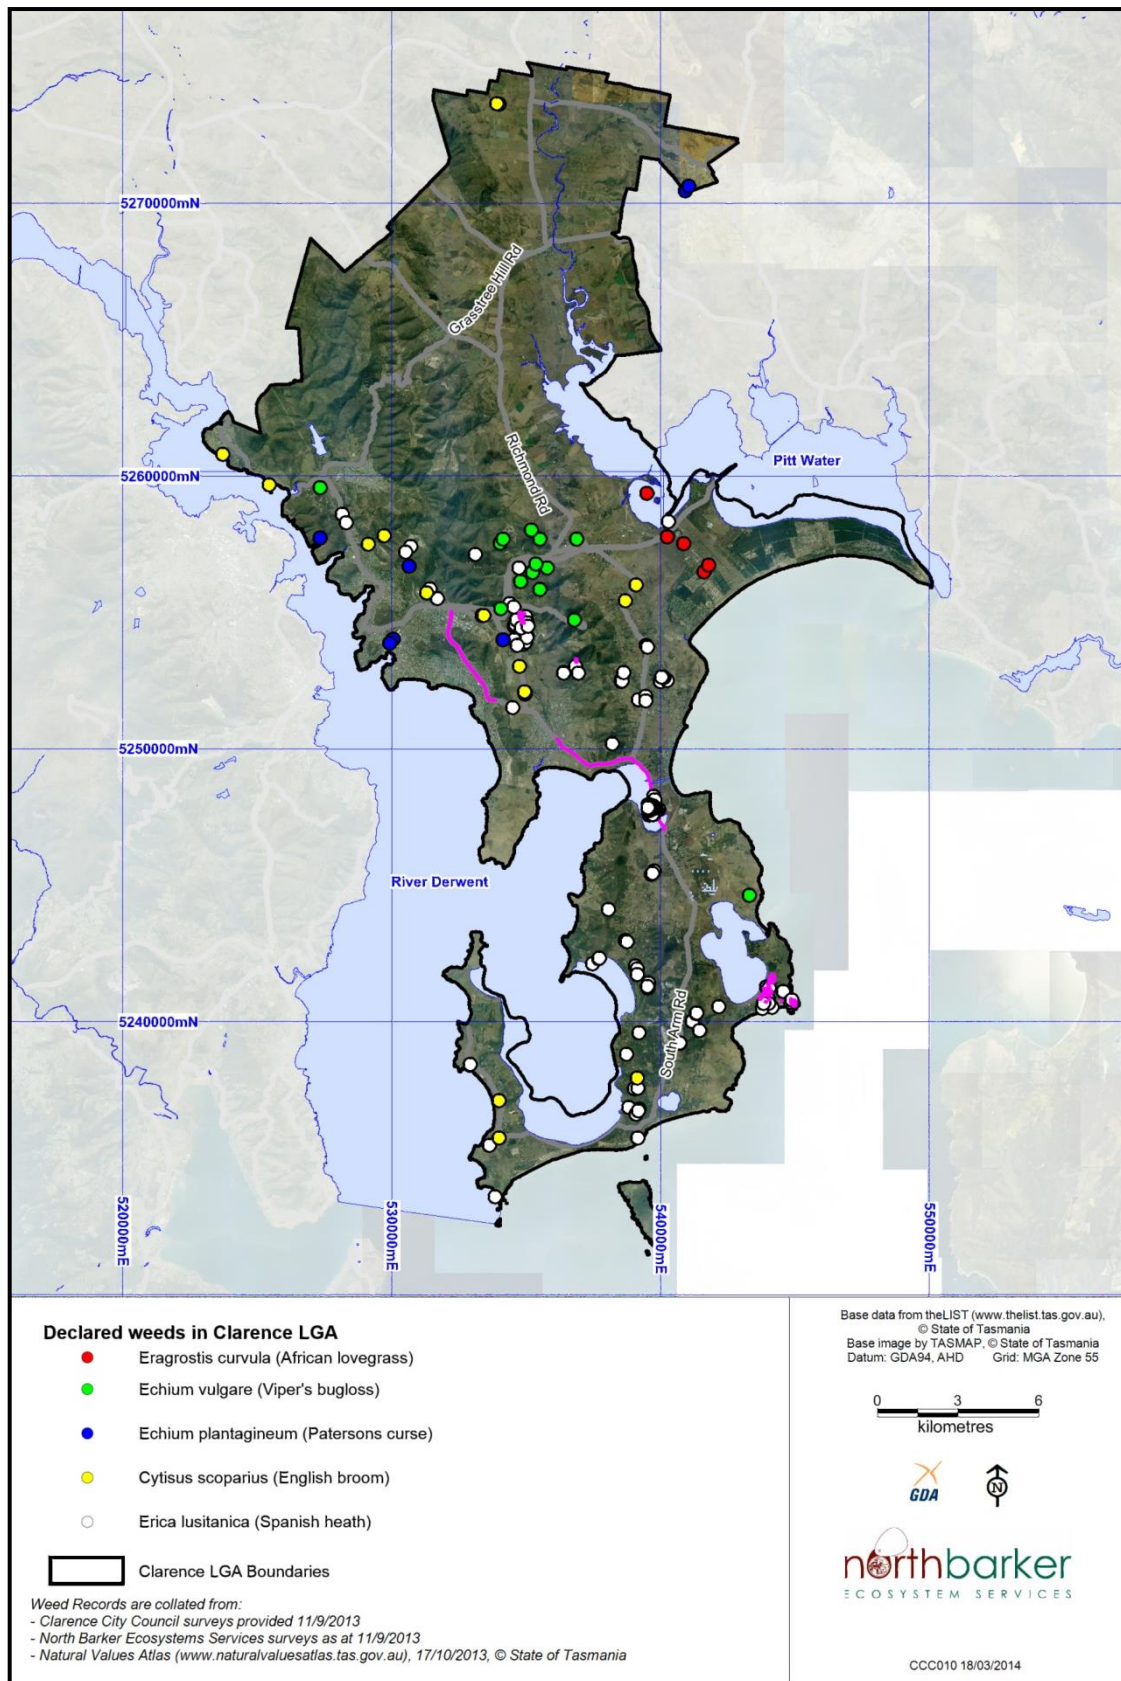 5270000mN
Grasstree Hill Rd
Pitt Water
5260000mN
Richmond Rd
5250000mN
River Derwent
5240000mN
South Arm Rd
520000mE
530000mE
540000mE
550000mE
Declared weeds in Clarence LGA
Eragrostis curvula (African lovegrass)
Echium vulgare (Viper's bugloss)
Echium plantagineum (Patersons curse)
Cytisus scoparius (English broom)
Erica lusitanica (Spanish heath)
Clarence LGA Boundaries
Weed Records are collated from:
- Clarence City Council surveys provided 11/9/2013
- North Barker Ecosystems Services surveys as at 11/9/2013
- Natural Values Atlas (www.naturalvaluesatlas.tas.gov.au), 17/10/2013, © State of Tasmania
Base data from theLIST (www.thelist.tas.gov.au),
© State of Tasmania
Base image by TASMAP, © State of Tasmania
Datum: GDA94, AHD Grid: MGA Zone 55
0 3 6
kilometres
GDA
N
northbarker
ECOSYSTEM SERVICES
CCC010 18/03/2014